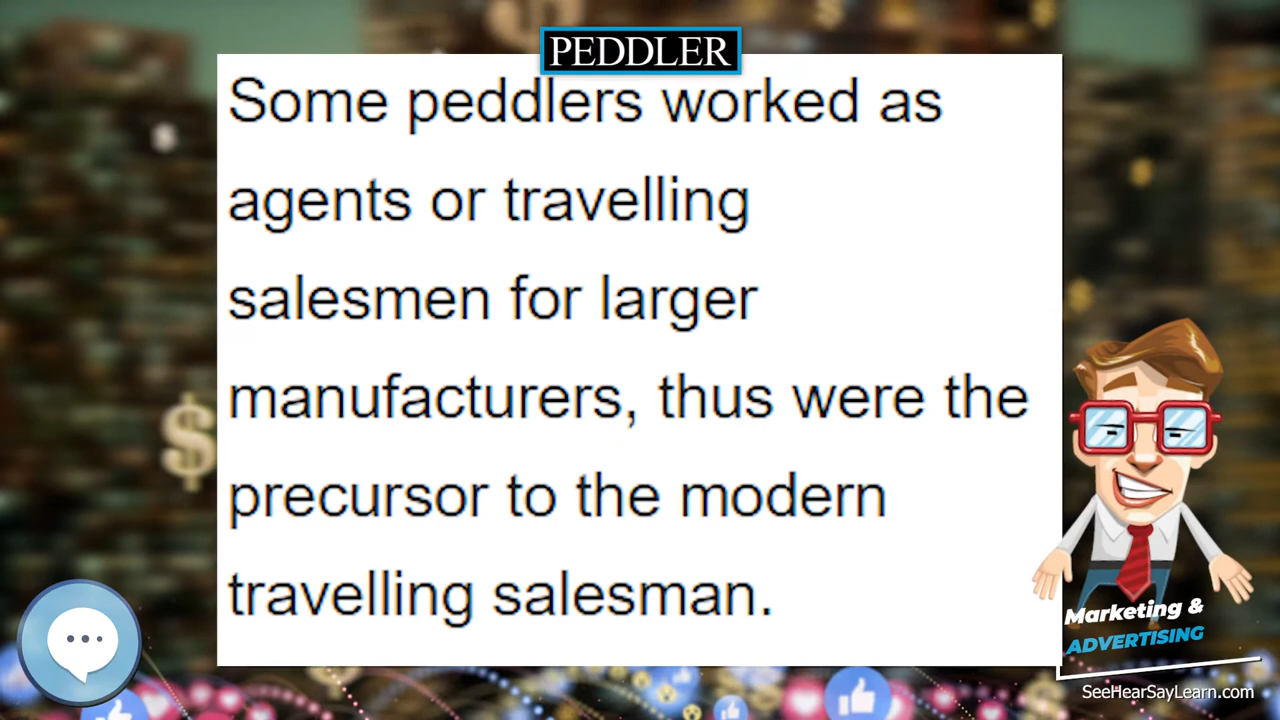 PEDDLER
Some peddlers worked as
agents or travelling
salesmen for larger
manufacturers, thus were the
precursor to the modern
travelling salesman.
Marketing &
ADVERTISING
SeeHearSayLearn.com